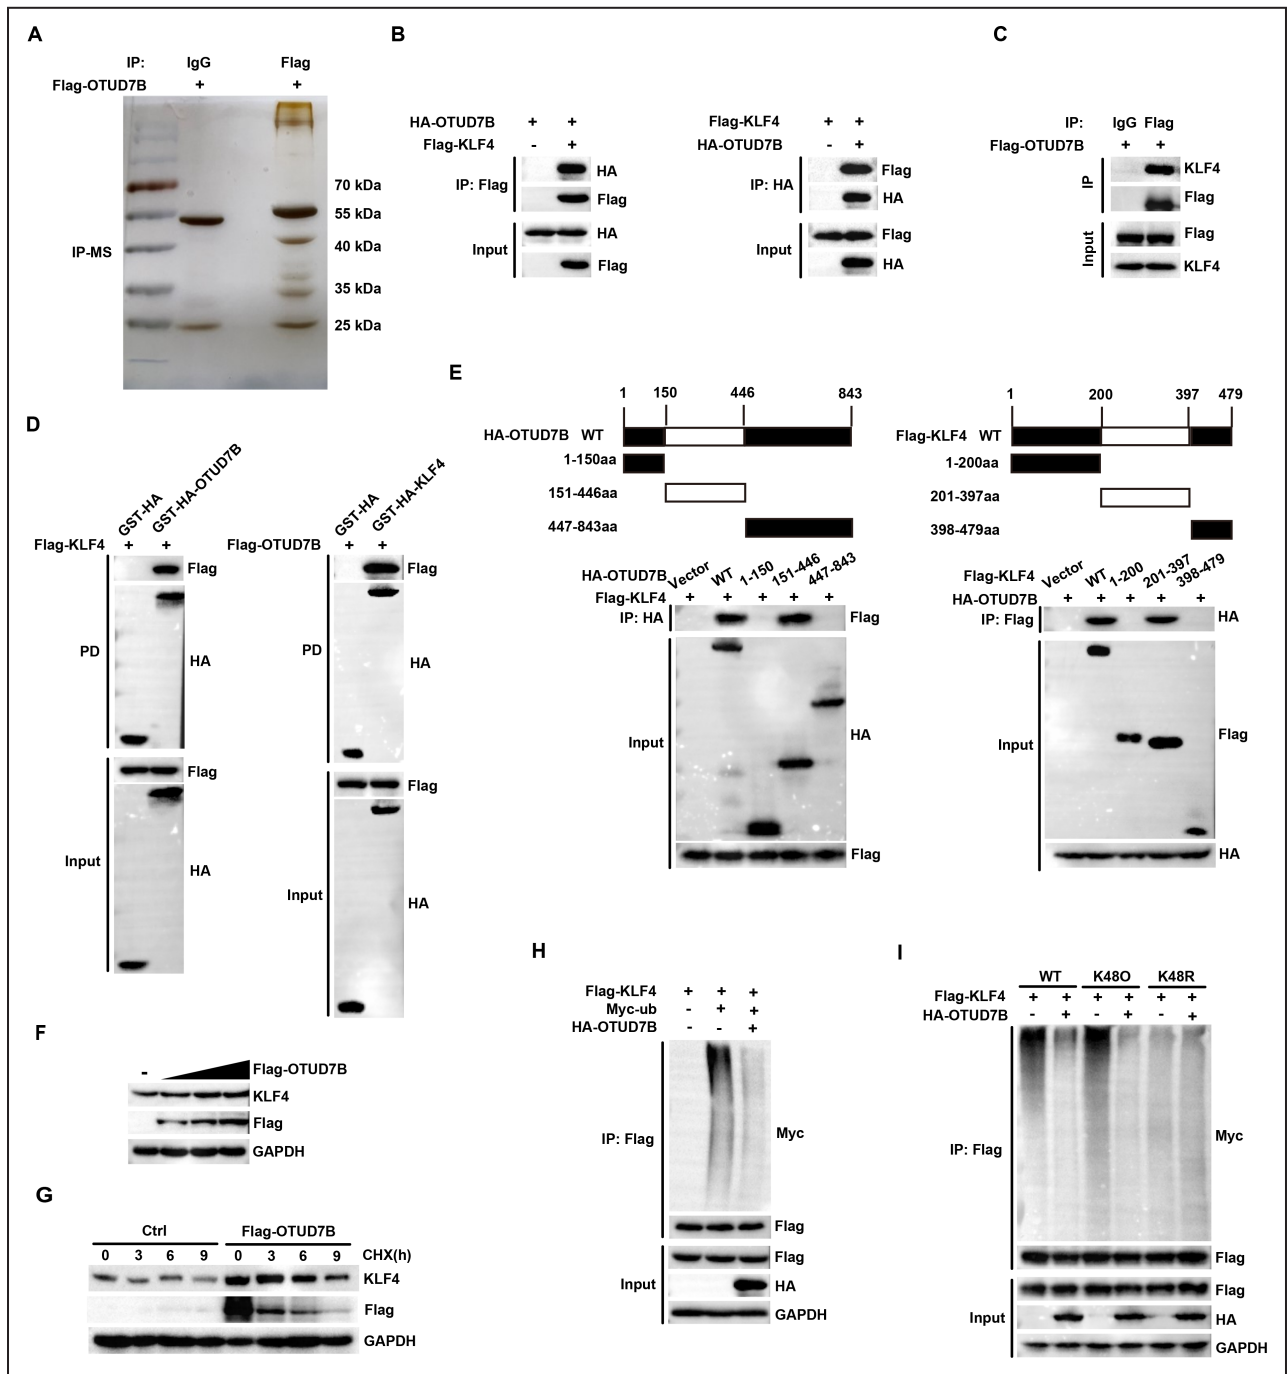 A
IP: IgG Flag
Flag-OTUD7B + +
70 kDa
55 kDa
40 kDa
35 kDa
25 kDa
IP-MS
B
HA-OTUD7B + +
Flag-KLF4 - +
IP: Flag
HA
Flag
Input
HA
Flag
Flag-KLF4 + +
HA-OTUD7B - +
IP: HA
Flag
HA
Input
Flag
HA
C
IP: IgG Flag
Flag-OTUD7B + +
IP
KLF4
Flag
Input
Flag
KLF4
D
GST-HA
GST-HA-OTUD7B
Flag-KLF4 + +
Flag
PD
HA
Flag
Input
HA
GST-HA
GST-HA-KLF4
Flag-OTUD7B + +
Flag
PD
HA
Flag
Input
HA
E
1 150 446 843
HA-OTUD7B WT
1-150aa
151-446aa
447-843aa
HA-OTUD7B Vector WT 1-150 151-446 447-843
Flag-KLF4 + + + + +
IP: HA Flag
Input
HA
Flag
1 200 397 479
Flag-KLF4 WT
1-200aa
201-397aa
398-479aa
Flag-KLF4 Vector WT 1-200 201-397 398-479
HA-OTUD7B + + + + +
IP: Flag HA
Input
Flag
HA
F
- Flag-OTUD7B
KLF4
Flag
GAPDH
G
Ctrl Flag-OTUD7B
0 3 6 9 0 3 6 9 CHX(h)
KLF4
Flag
GAPDH
H
Flag-KLF4 + + +
Myc-ub - + +
HA-OTUD7B - - +
IP: Flag
Myc
Flag
Input
Flag
HA
GAPDH
I
WT K48O K48R
Flag-KLF4 + + + + + +
HA-OTUD7B - + - + - +
IP: Flag
Myc
Flag
Input
Flag
HA
GAPDH